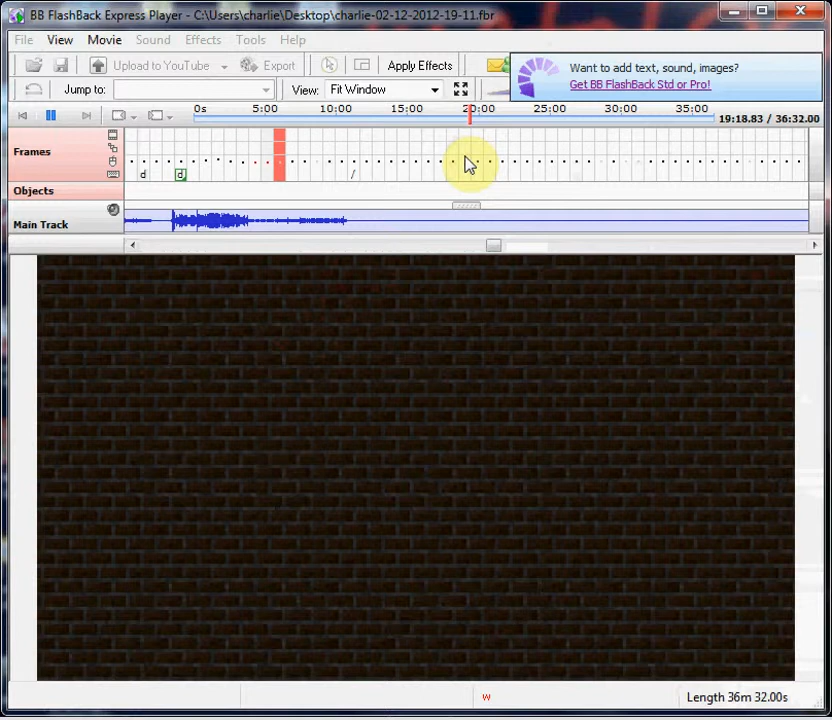 BB FlashBack Express Player - C:\Users\charlie\Desktop\charlie-02-12-2012-19-11.fbr
File View Movie Sound Effects Tools Help
Upload to YouTube Export Apply Effects
Want to add text, sound, images?
Get BB FlashBack Std or Pro!
Jump to: View: Fit Window
0s 5:00 10:00 15:00 20:00 25:00 30:00 35:00
19:18.83 / 36:32.00
Frames
d d /
Objects
Main Track
w Length 36m 32.00s